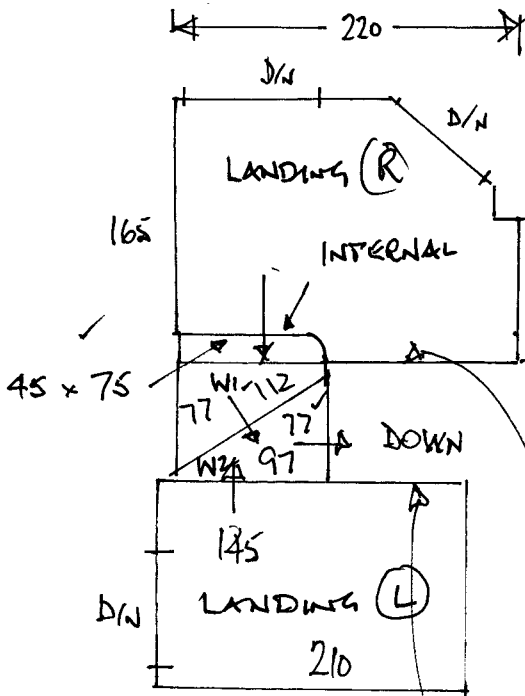 220
D/N
D/N
LANDING R
165
INTERNAL
45 x 75
W1-112
77
77
DOWN
W2
97
145
D/N
LANDING L
210